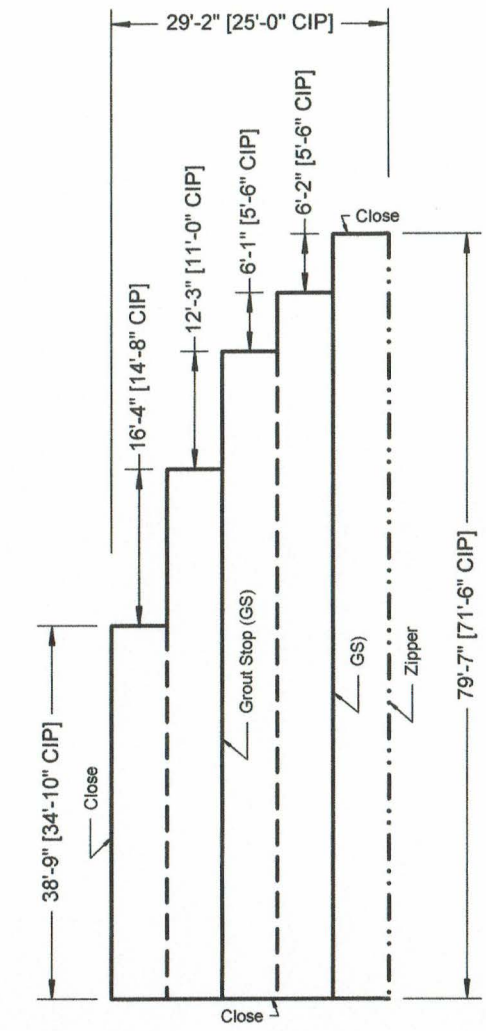 29'-2" [25'-0" CIP]
6'-2" [5'-6" CIP]
6'-1" [5'-6" CIP]
12'-3" [11'-0" CIP]
16'-4" [14'-8" CIP]
38'-9" [34'-10" CIP]
Close
Close
Grout Stop (GS)
GS)
Zipper
79'-7" [71'-6" CIP]
Close